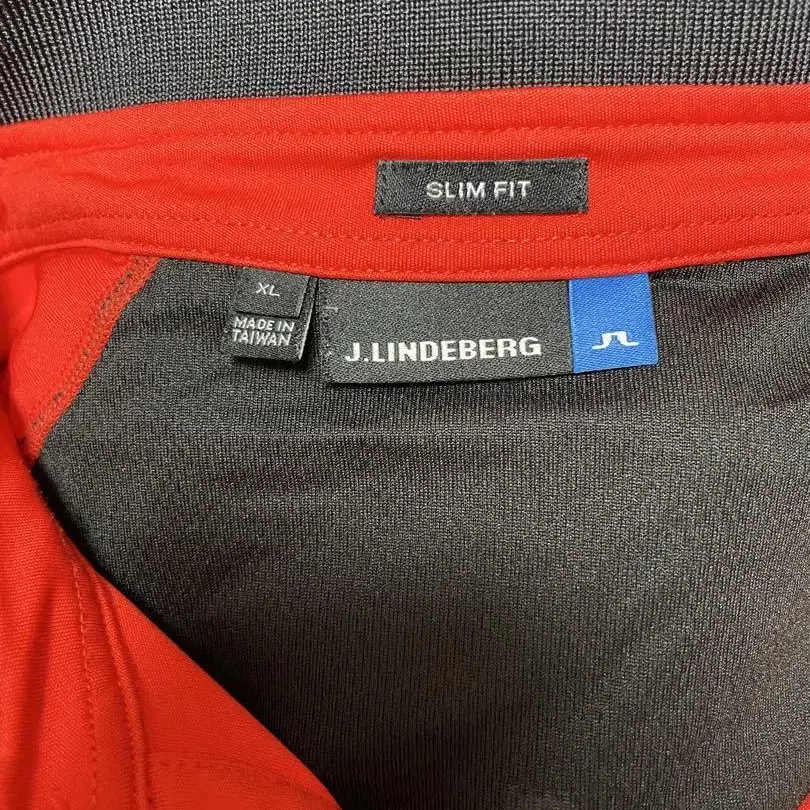 SLIM FIT
XL
MADE IN
TAIWAN
J.LINDEBERG